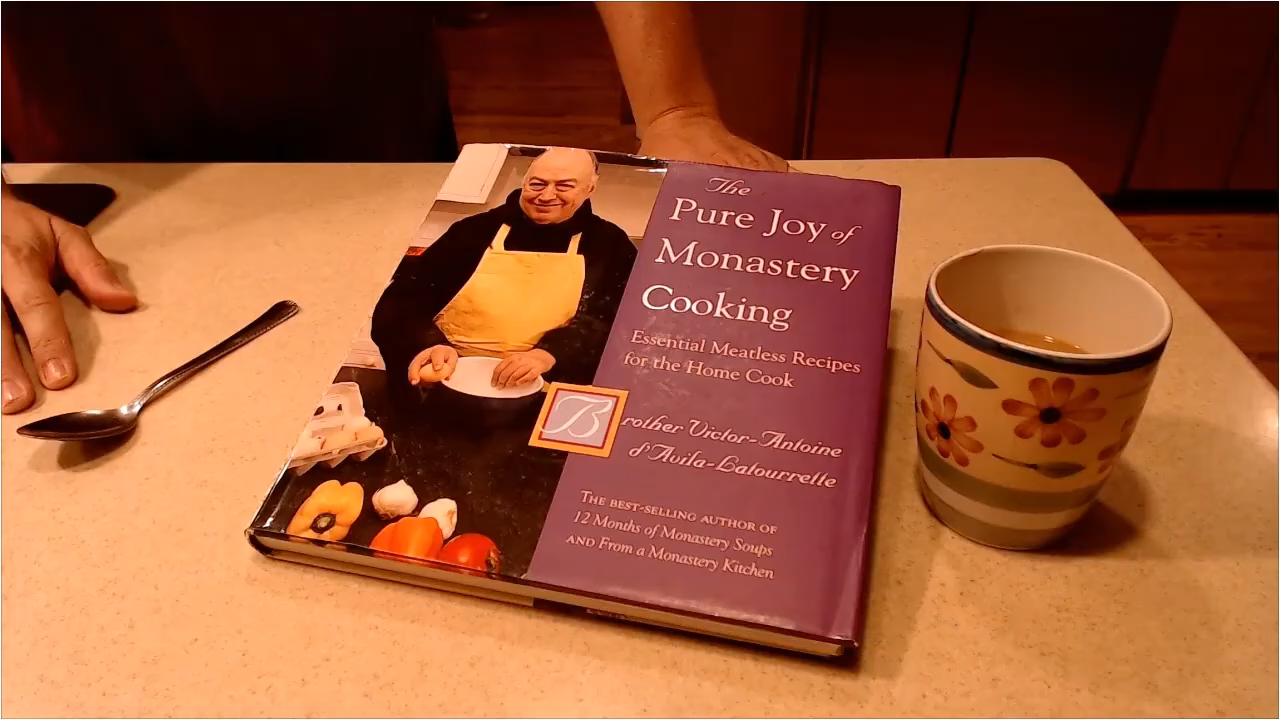 The
Pure Joy of
Monastery
Cooking
Essential Meatless Recipes
for the Home Cook
Brother Victor-Antoine
d'Avila-Latourrette
The best-selling author of
12 Months of Monastery Soups
and From a Monastery Kitchen